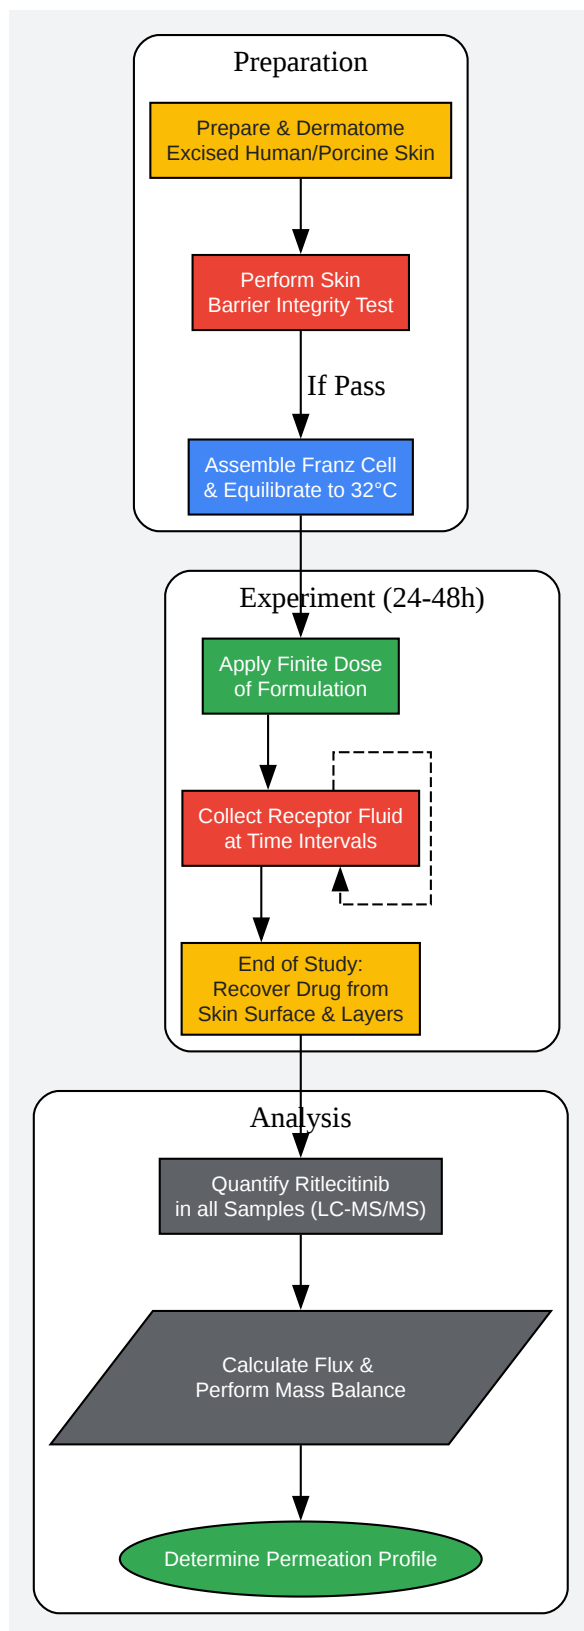 Preparation
Prepare & Dermatome
Excised Human/Porcine Skin
Perform Skin
Barrier Integrity Test
If Pass
Assemble Franz Cell
& Equilibrate to 32°C
Experiment (24-48h)
Apply Finite Dose
of Formulation
Collect Receptor Fluid
at Time Intervals
End of Study:
Recover Drug from
Skin Surface & Layers
Analysis
Quantify Ritlecitinib
in all Samples (LC-MS/MS)
Calculate Flux &
Perform Mass Balance
Determine Permeation Profile